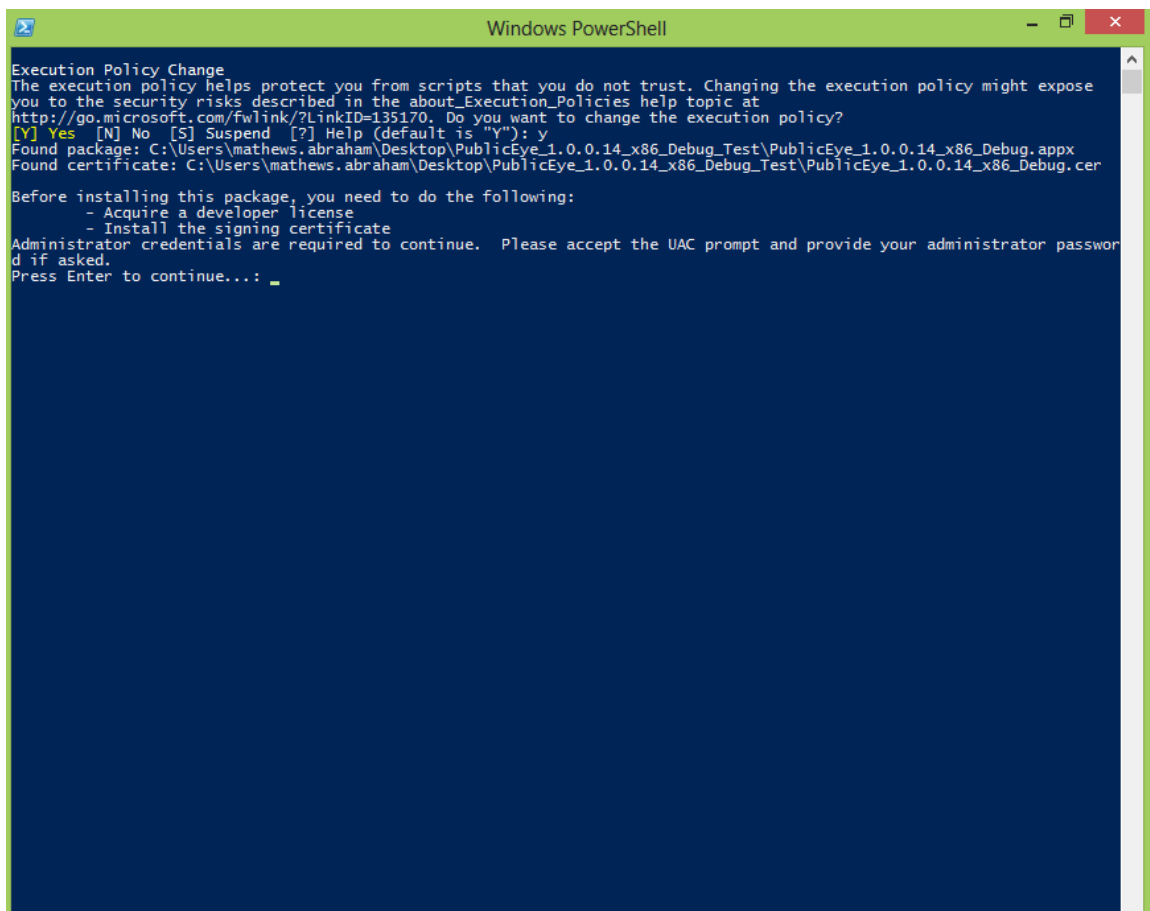 Windows PowerShell
Execution Policy Change
The execution policy helps protect you from scripts that you do not trust. Changing the execution policy might expose
you to the security risks described in the about_Execution_Policies help topic at
http://go.microsoft.com/fwlink/?LinkID=135170. Do you want to change the execution policy?
[Y] Yes  [N] No  [S] Suspend  [?] Help (default is "Y"): y
Found package: C:\Users\mathews.abraham\Desktop\PublicEye_1.0.0.14_x86_Debug_Test\PublicEye_1.0.0.14_x86_Debug.appx
Found certificate: C:\Users\mathews.abraham\Desktop\PublicEye_1.0.0.14_x86_Debug_Test\PublicEye_1.0.0.14_x86_Debug.cer
Before installing this package, you need to do the following:
- Acquire a developer license
- Install the signing certificate
Administrator credentials are required to continue.  Please accept the UAC prompt and provide your administrator passwor
d if asked.
Press Enter to continue...: _